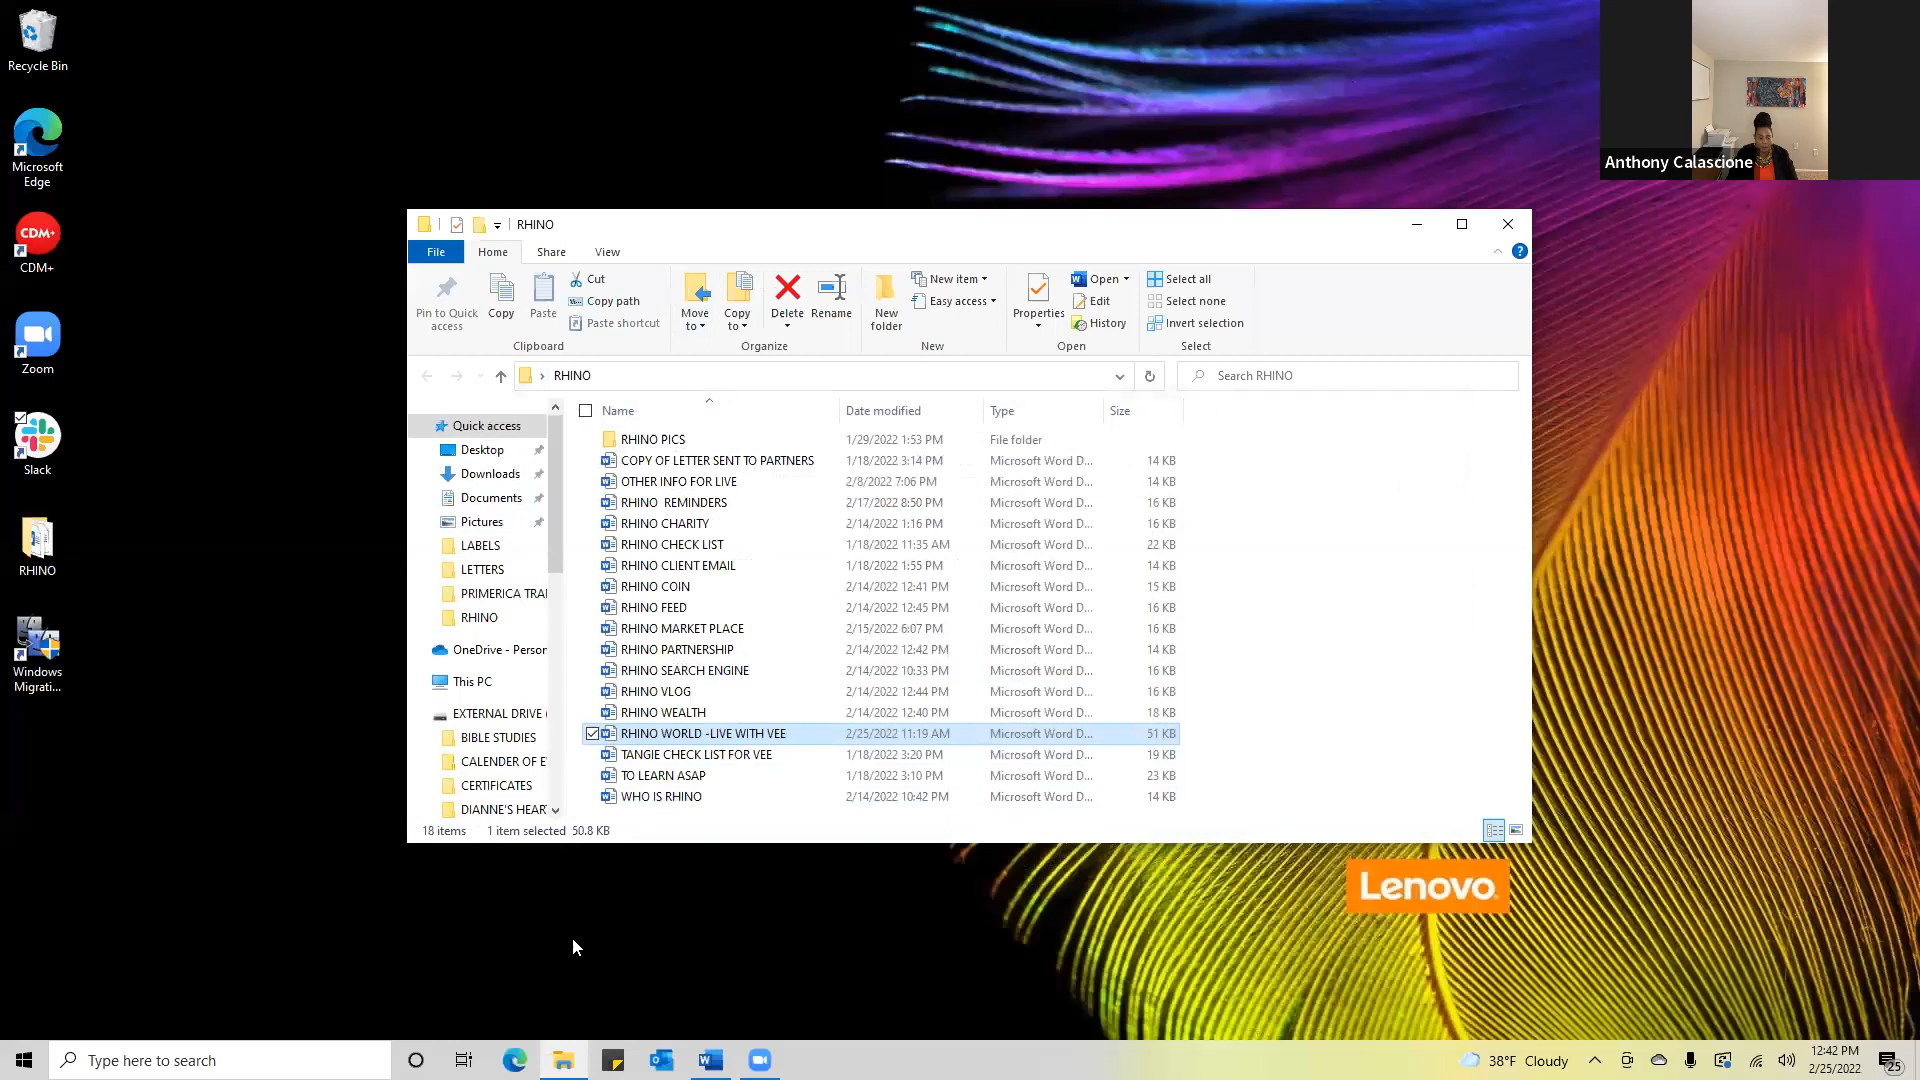 Recycle Bin
Microsoft
Edge
CDM+
CDM+
Zoom
Slack
RHINO
Windows
Migrati...
Anthony Calascione
RHINO
File
Home
Share
View
Pin to Quick
access
Copy
Paste
Cut
Copy path
Paste shortcut
Clipboard
Move
to
Copy
to
Delete
Rename
Organize
New
folder
New item
Easy access
New
Properties
Open
Edit
History
Open
Select all
Select none
Invert selection
Select
RHINO
Search RHINO
Quick access
Desktop
Downloads
Documents
Pictures
LABELS
LETTERS
PRIMERICA TRA
RHINO
OneDrive - Person
This PC
EXTERNAL DRIVE (
BIBLE STUDIES
CALENDER OF E
CERTIFICATES
DIANNE'S HEAR
Name Date modified Type Size
RHINO PICS 1/29/2022 1:53 PM File folder
COPY OF LETTER SENT TO PARTNERS 1/18/2022 3:14 PM Microsoft Word D... 14 KB
OTHER INFO FOR LIVE 2/8/2022 7:06 PM Microsoft Word D... 14 KB
RHINO  REMINDERS 2/17/2022 8:50 PM Microsoft Word D... 16 KB
RHINO CHARITY 2/14/2022 1:16 PM Microsoft Word D... 16 KB
RHINO CHECK LIST 1/18/2022 11:35 AM Microsoft Word D... 22 KB
RHINO CLIENT EMAIL 1/18/2022 1:55 PM Microsoft Word D... 14 KB
RHINO COIN 2/14/2022 12:41 PM Microsoft Word D... 15 KB
RHINO FEED 2/14/2022 12:45 PM Microsoft Word D... 16 KB
RHINO MARKET PLACE 2/15/2022 6:07 PM Microsoft Word D... 16 KB
RHINO PARTNERSHIP 2/14/2022 12:42 PM Microsoft Word D... 14 KB
RHINO SEARCH ENGINE 2/14/2022 10:33 PM Microsoft Word D... 16 KB
RHINO VLOG 2/14/2022 12:44 PM Microsoft Word D... 16 KB
RHINO WEALTH 2/14/2022 12:40 PM Microsoft Word D... 18 KB
RHINO WORLD -LIVE WITH VEE 2/25/2022 11:19 AM Microsoft Word D... 51 KB
TANGIE CHECK LIST FOR VEE 1/18/2022 3:20 PM Microsoft Word D... 19 KB
TO LEARN ASAP 1/18/2022 3:10 PM Microsoft Word D... 23 KB
WHO IS RHINO 2/14/2022 10:42 PM Microsoft Word D... 14 KB
18 items 1 item selected 50.8 KB
Lenovo
Type here to search
38°F Cloudy
12:42 PM
2/25/2022
25